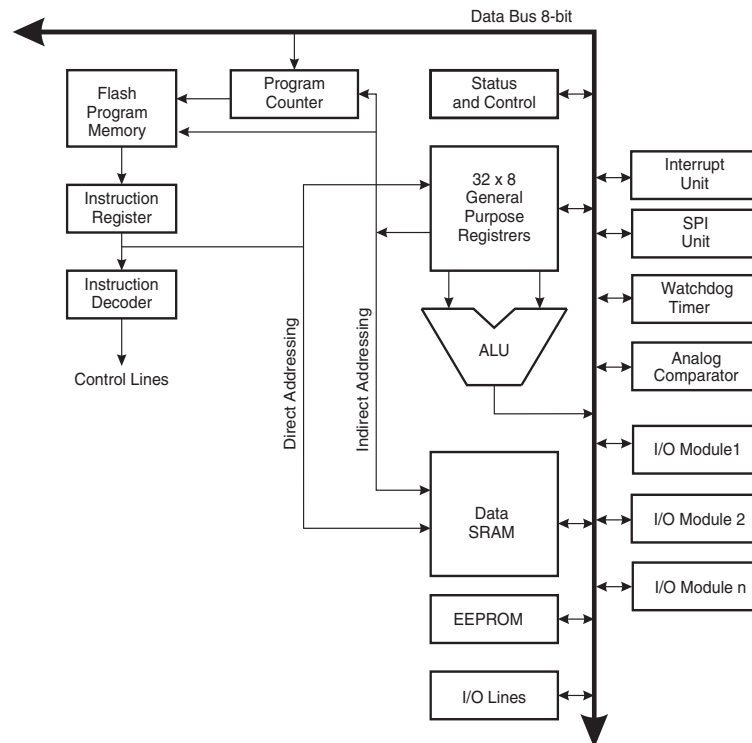 Data Bus 8-bit
Flash
Program
Memory
Program
Counter
Status
and Control
Instruction
Register
32 x 8
General
Purpose
Registrers
Interrupt
Unit
SPI
Unit
Instruction
Decoder
Watchdog
Timer
ALU
Analog
Comparator
Control Lines
Direct Addressing
Indirect Addressing
I/O Module1
Data
SRAM
I/O Module 2
I/O Module n
EEPROM
I/O Lines